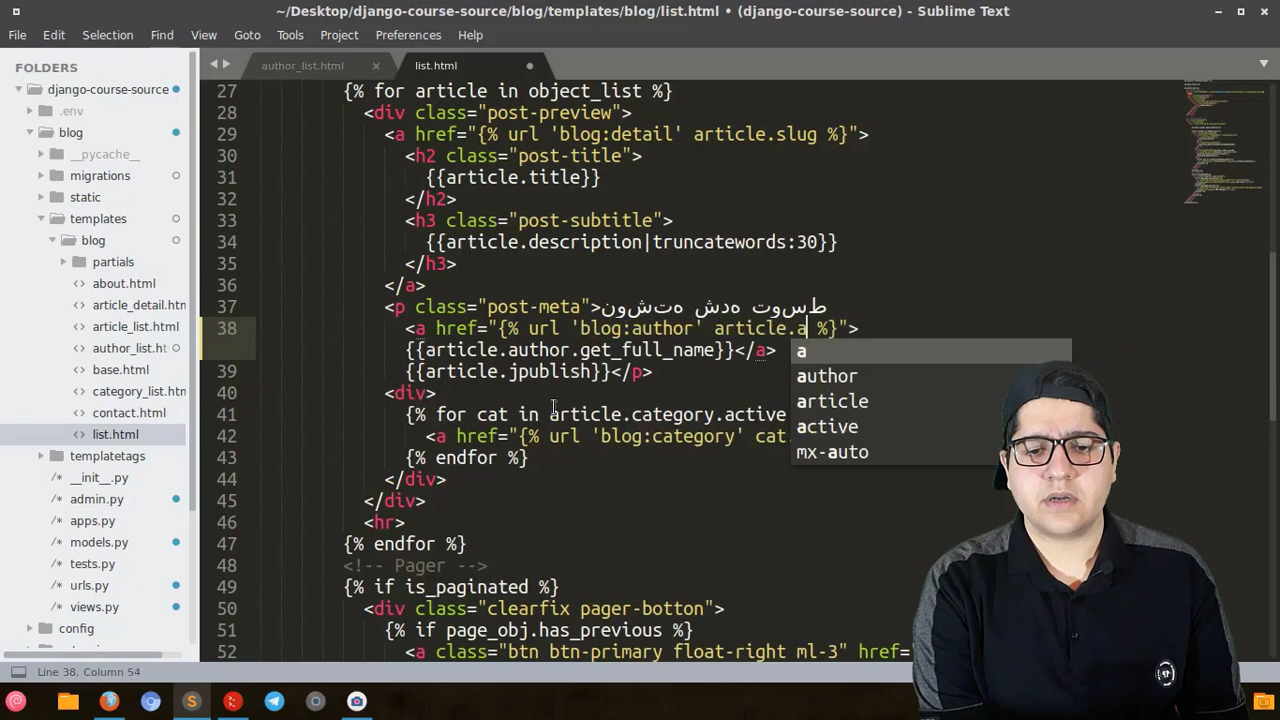 ~/Desktop/django-course-source/blog/templates/blog/list.html • (django-course-source) - Sublime Text
File Edit Selection Find View Goto Tools Project Preferences Help
FOLDERS
django-course-source
.env
blog
__pycache__
migrations
static
templates
blog
partials
about.html
article_detail.htn
article_list.html
author_list.ht
base.html
category_list.htn
contact.html
list.html
templatetags
__init__.py
admin.py
apps.py
models.py
tests.py
urls.py
views.py
config
author_list.html
list.html
27 {% for article in object_list %}
28 <div class="post-preview">
29 <a href="{% url 'blog:detail' article.slug %}">
30 <h2 class="post-title">
31 {{article.title}}
32 </h2>
33 <h3 class="post-subtitle">
34 {{article.description|truncatewords:30}}
35 </h3>
36 </a>
37 <p class="post-meta">نوشته شده توسط
38 <a href="{% url 'blog:author' article.a %}">
{{article.author.get_full_name}}</a>
39 {{article.jpublish}}</p>
40 <div>
41 {% for cat in article.category.active
42 <a href="{% url 'blog:category' cat.
43 {% endfor %}
44 </div>
45 </div>
46 <hr>
47 {% endfor %}
48 <!-- Pager -->
49 {% if is_paginated %}
50 <div class="clearfix pager-botton">
51 {% if page_obj.has_previous %}
52 <a class="btn btn-primary float-right ml-3" href="
a
author
article
active
mx-auto
Line 38, Column 54